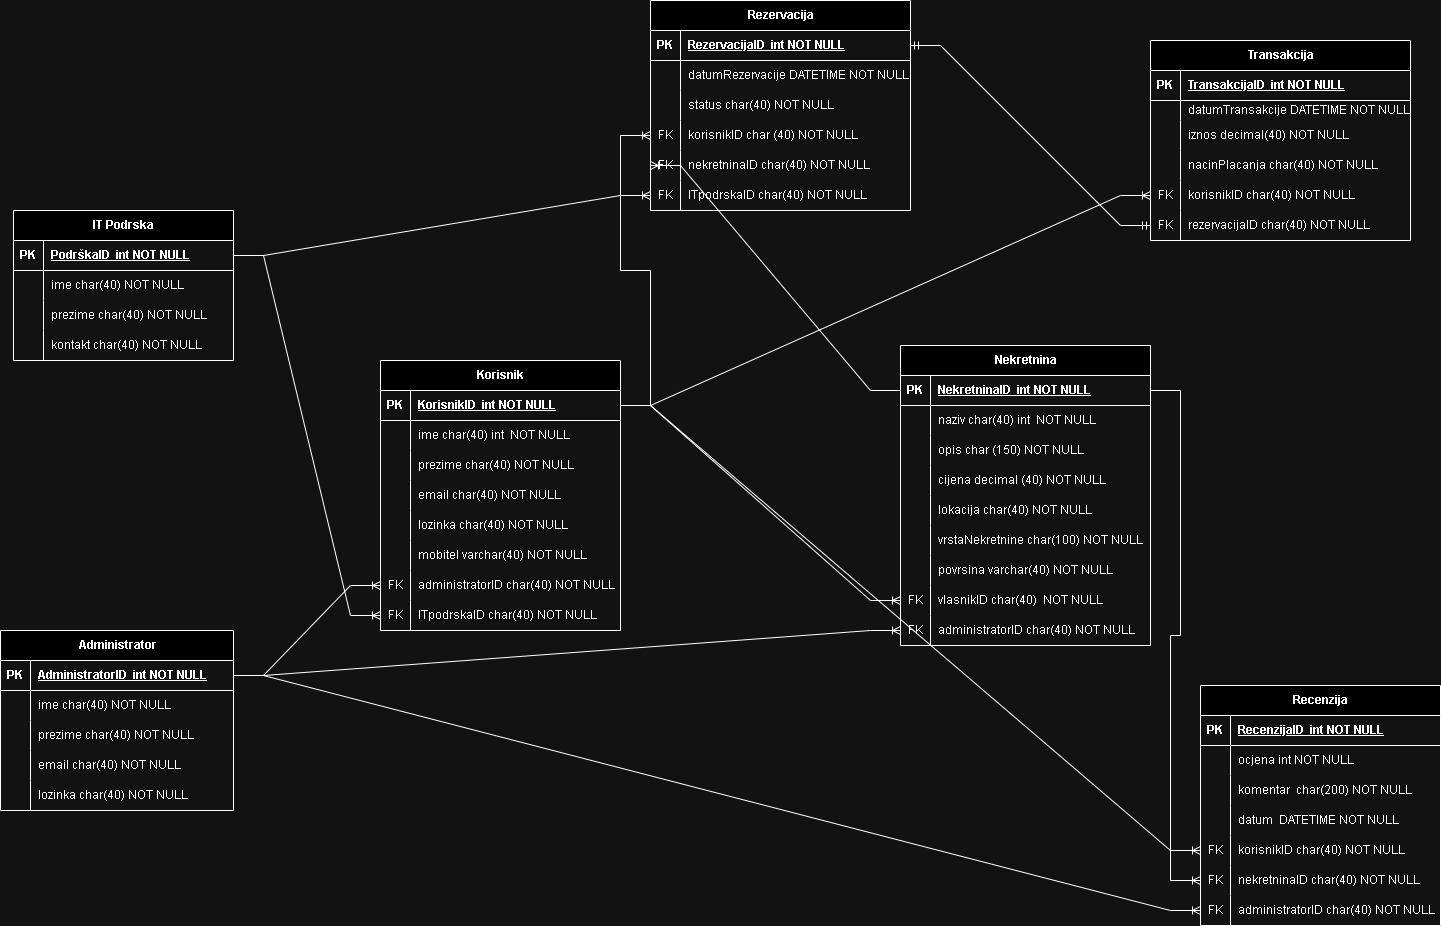 Rezervacija
PK RezervacijaID int NOT NULL
datumRezervacije DATETIME NOT NULL
status char(40) NOT NULL
FK korisnikID char (40) NOT NULL
FK nekretninaID char(40) NOT NULL
FK ITpodrskaID char(40) NOT NULL
Transakcija
PK TransakcijaID int NOT NULL
datumTransakcije DATETIME NOT NULL
iznos decimal(40) NOT NULL
nacinPlacanja char(40) NOT NULL
FK korisnikID char(40) NOT NULL
FK rezervacijaID char(40) NOT NULL
IT Podrska
PK PodrškaID int NOT NULL
ime char(40) NOT NULL
prezime char(40) NOT NULL
kontakt char(40) NOT NULL
Korisnik
PK KorisnikID int NOT NULL
ime char(40) int NOT NULL
prezime char(40) NOT NULL
email char(40) NOT NULL
lozinka char(40) NOT NULL
mobitel varchar(40) NOT NULL
FK administratorID char(40) NOT NULL
FK ITpodrskaID char(40) NOT NULL
Nekretnina
PK NekretninaID int NOT NULL
naziv char(40) int NOT NULL
opis char (150) NOT NULL
cijena decimal (40) NOT NULL
lokacija char(40) NOT NULL
vrstaNekretnine char(100) NOT NULL
povrsina varchar(40) NOT NULL
FK vlasnikID char(40) NOT NULL
FK administratorID char(40) NOT NULL
Administrator
PK AdministratorID int NOT NULL
ime char(40) NOT NULL
prezime char(40) NOT NULL
email char(40) NOT NULL
lozinka char(40) NOT NULL
Recenzija
PK RecenzijaID int NOT NULL
ocjena int NOT NULL
komentar char(200) NOT NULL
datum DATETIME NOT NULL
FK korisnikID char(40) NOT NULL
FK nekretninaID char(40) NOT NULL
FK administratorID char(40) NOT NULL